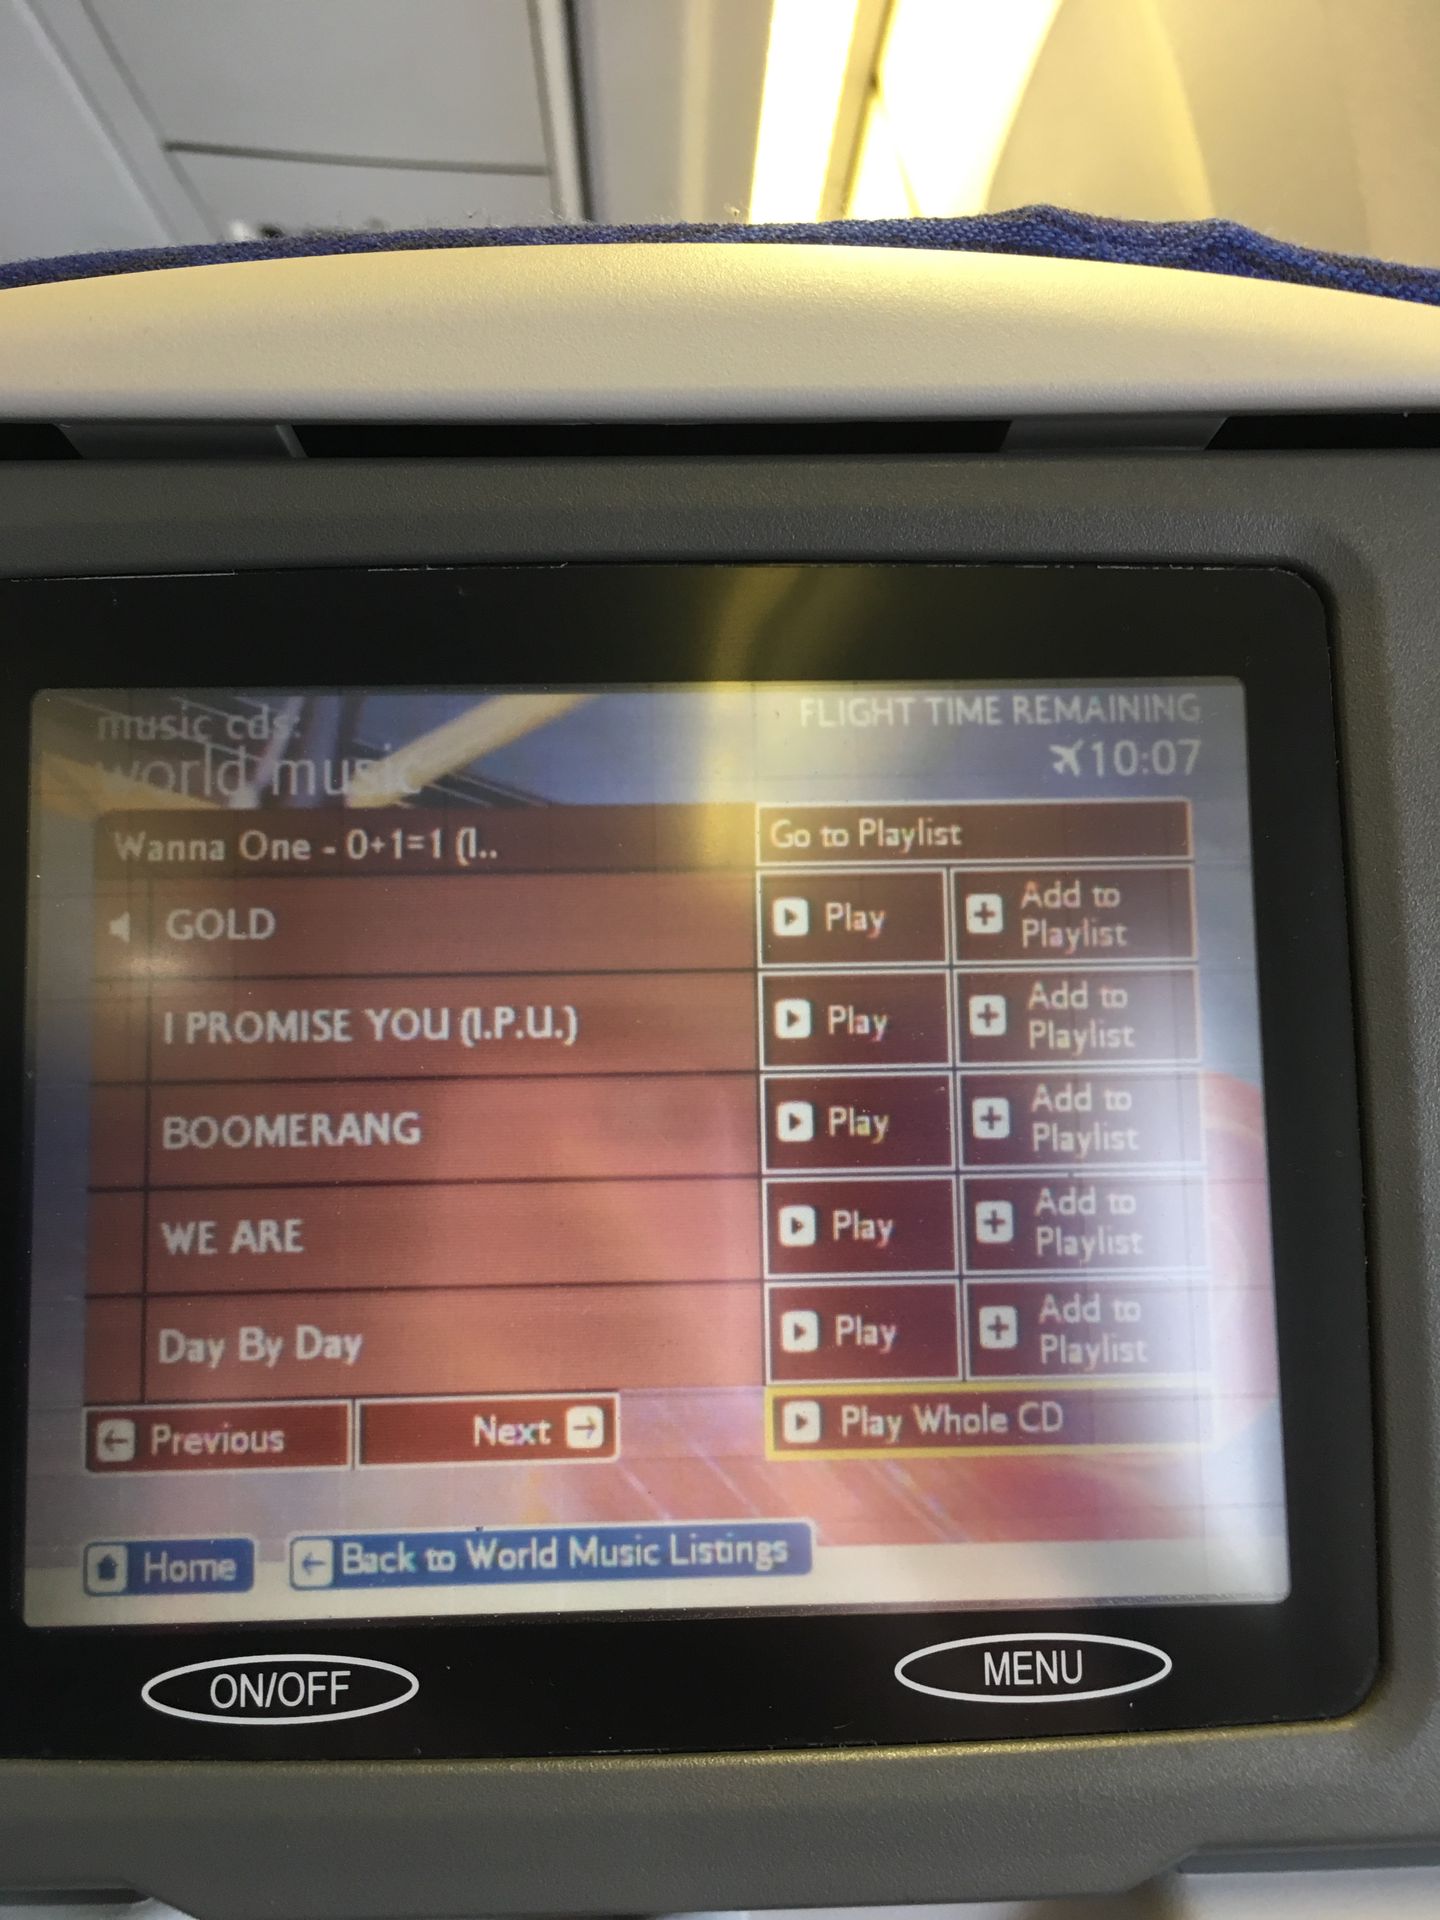 music cds:
world music
FLIGHT TIME REMAINING
10:07
Wanna One - 0+1=1 (I..
Go to Playlist
GOLD
Play
Add to
Playlist
I PROMISE YOU (I.P.U.)
Play
Add to
Playlist
BOOMERANG
Play
Add to
Playlist
WE ARE
Play
Add to
Playlist
Day By Day
Play
Add to
Playlist
Previous
Next
Play Whole CD
Home
Back to World Music Listings
ON/OFF
MENU